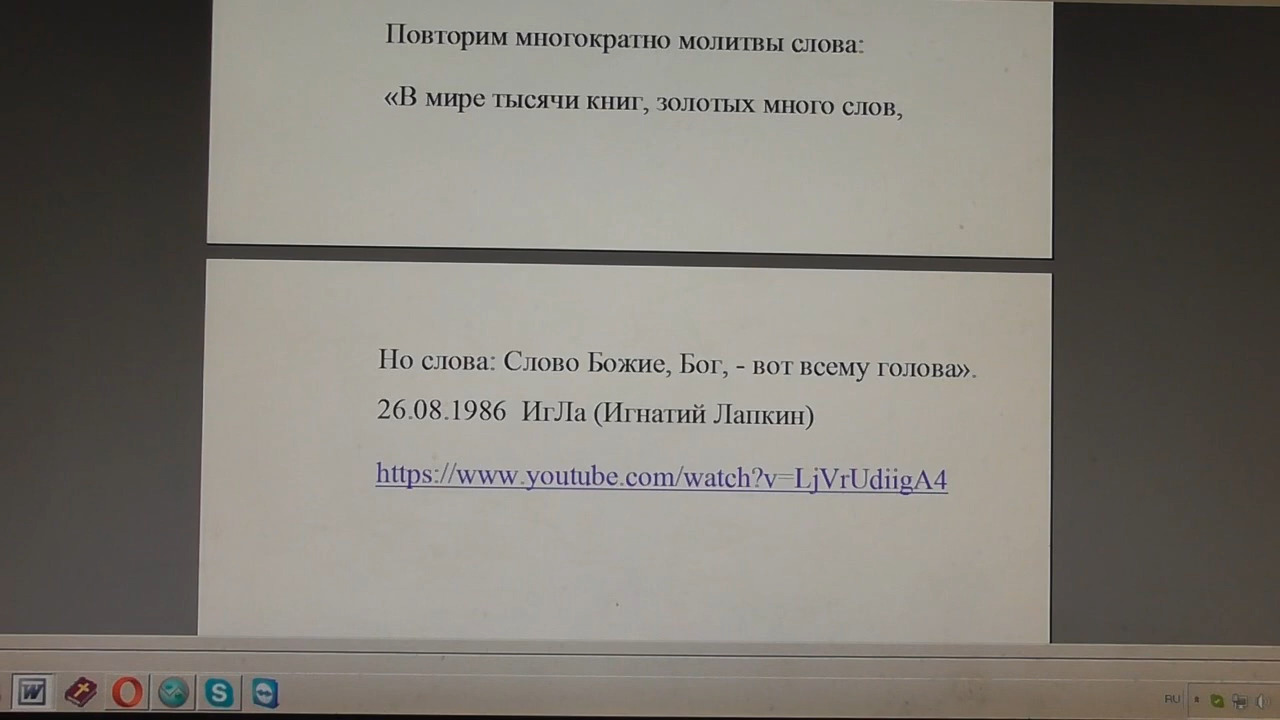 Повторим многократно молитвы слова:
«В мире тысячи книг, золотых много слов,
Но слова: Слово Божие, Бог, - вот всему голова».
26.08.1986 ИгЛа (Игнатий Лапкин)
https://www.youtube.com/watch?v=LjVrUdiigA4
RU